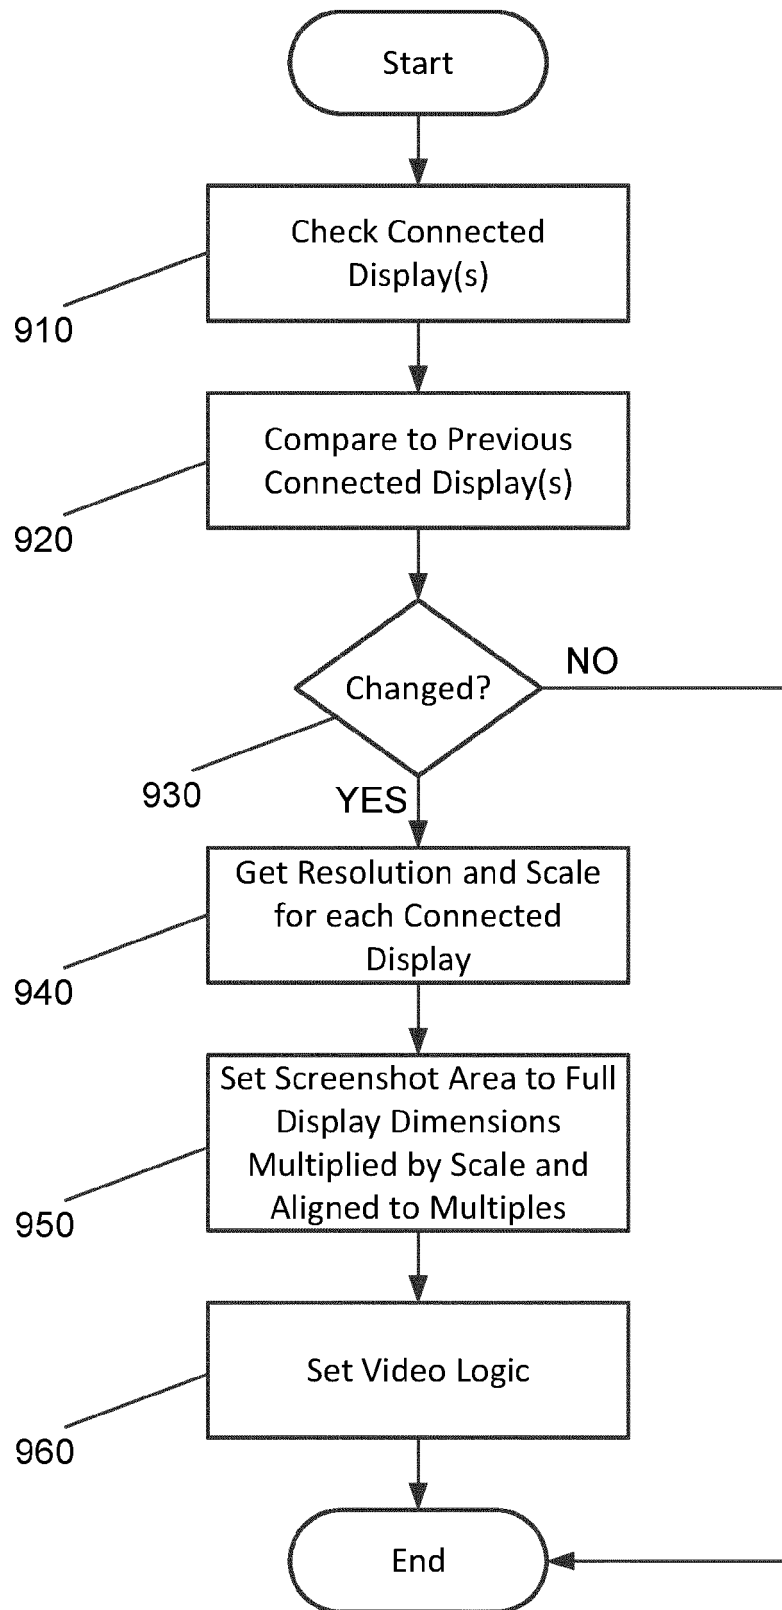 Start
Check Connected
Display(s)
910
Compare to Previous
Connected Display(s)
920
Changed?
NO
930
YES
Get Resolution and Scale
for each Connected
Display
940
Set Screenshot Area to Full
Display Dimensions
Multiplied by Scale and
Aligned to Multiples
950
Set Video Logic
960
End